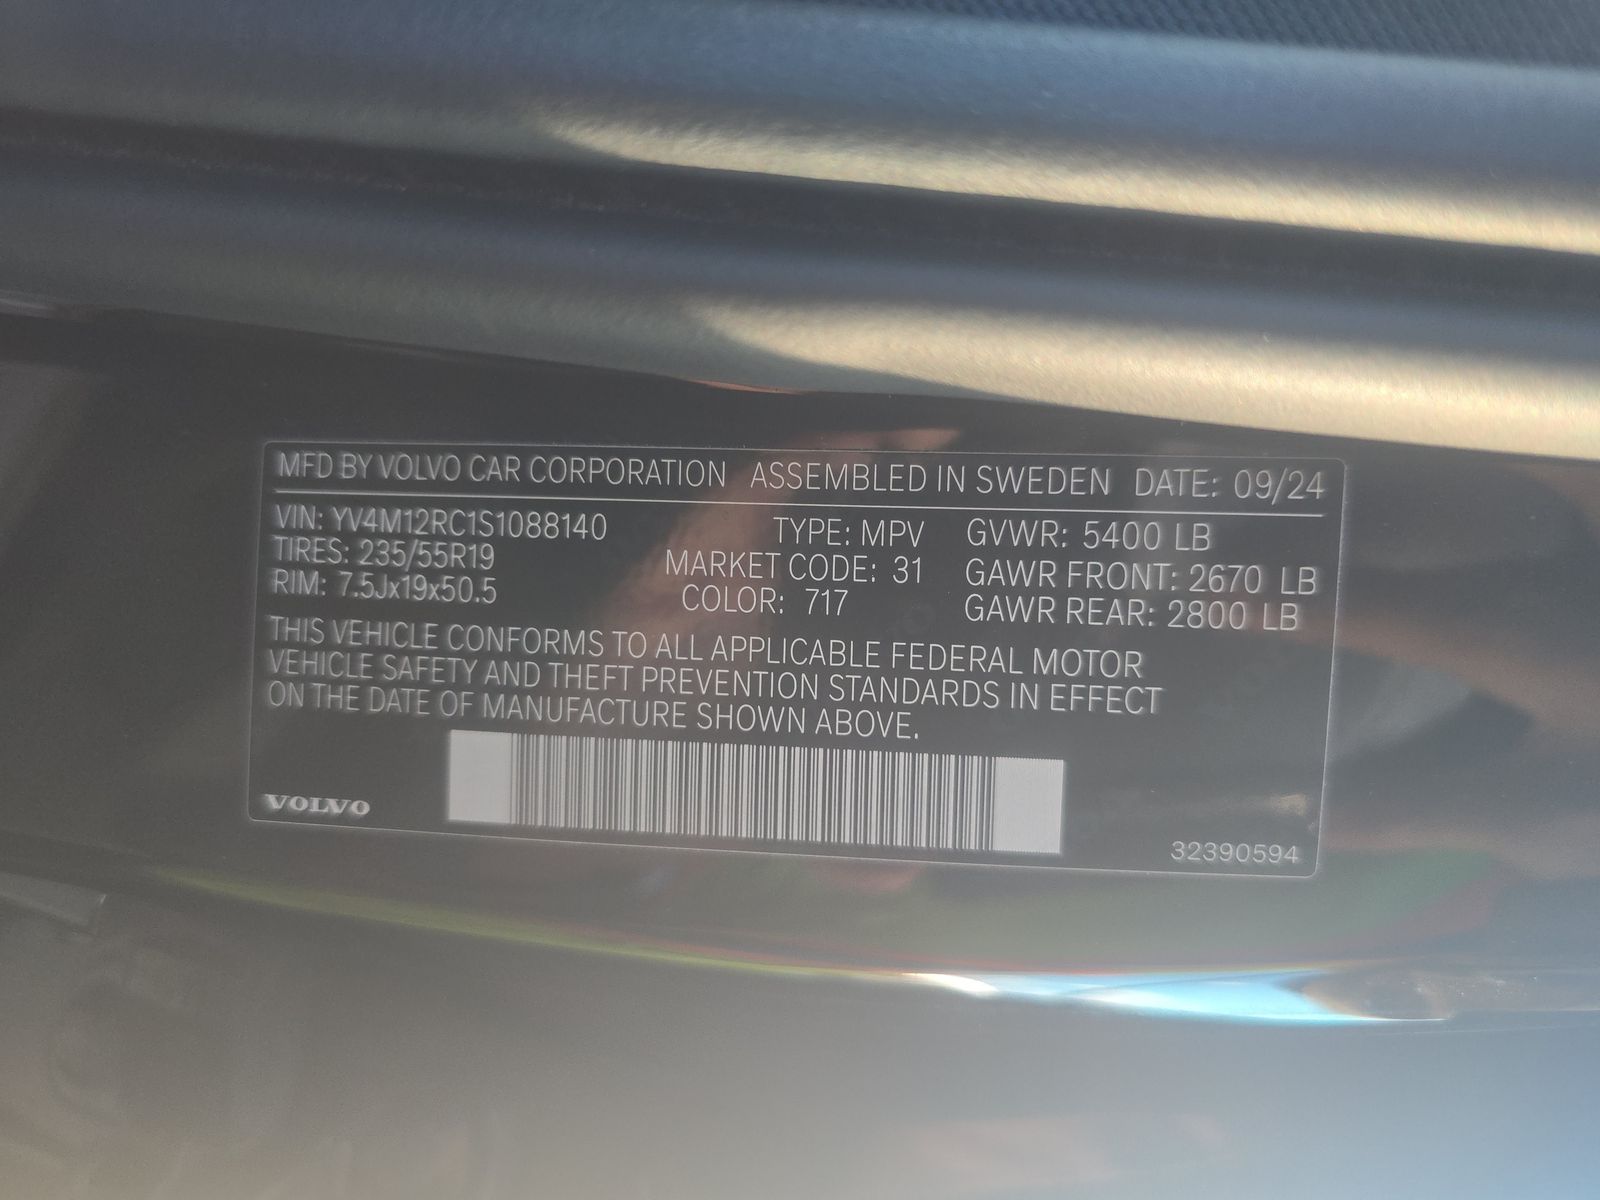 MFD BY VOLVO CAR CORPORATION ASSEMBLED IN SWEDEN DATE: 09/24
VIN: YV4M12RC1S1088140 TYPE: MPV GVWR: 5400 LB
TIRES: 235/55R19 MARKET CODE: 31 GAWR FRONT: 2670 LB
RIM: 7.5Jx19x50.5 COLOR: 717 GAWR REAR: 2800 LB
THIS VEHICLE CONFORMS TO ALL APPLICABLE FEDERAL MOTOR
VEHICLE SAFETY AND THEFT PREVENTION STANDARDS IN EFFECT
ON THE DATE OF MANUFACTURE SHOWN ABOVE.
VOLVO
32390594